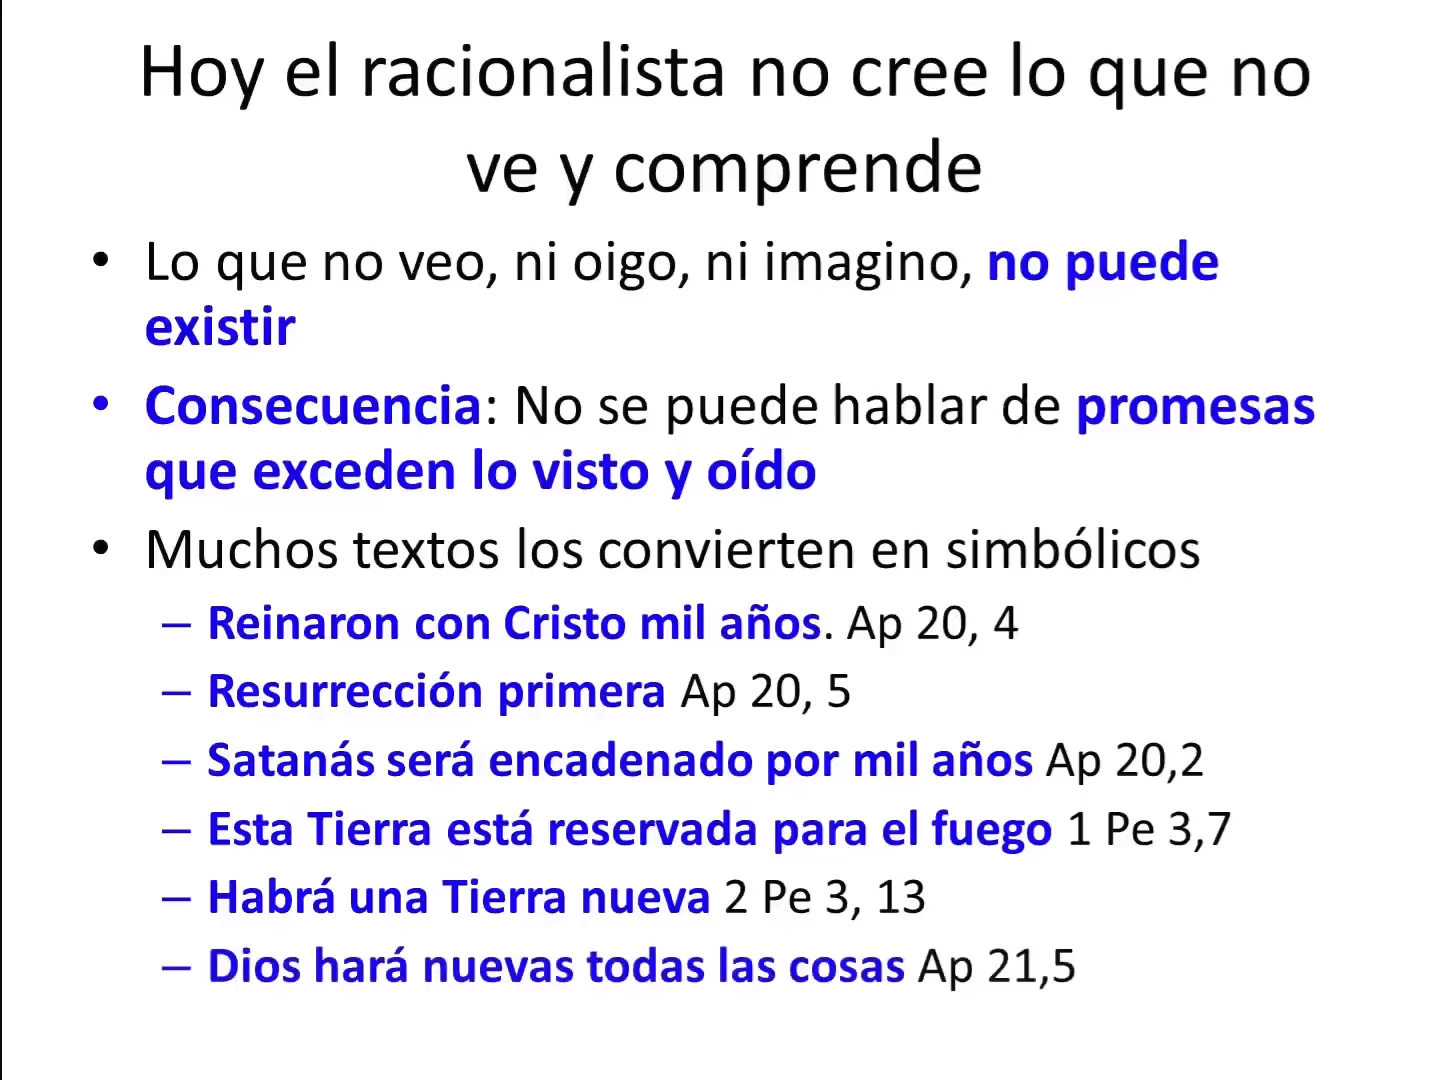 Hoy el racionalista no cree lo que no
ve y comprende
• Lo que no veo, ni oigo, ni imagino, no puede
existir
• Consecuencia: No se puede hablar de promesas
que exceden lo visto y oído
• Muchos textos los convierten en simbólicos
– Reinaron con Cristo mil años. Ap 20, 4
– Resurrección primera Ap 20, 5
– Satanás será encadenado por mil años Ap 20,2
– Esta Tierra está reservada para el fuego 1 Pe 3,7
– Habrá una Tierra nueva 2 Pe 3, 13
– Dios hará nuevas todas las cosas Ap 21,5